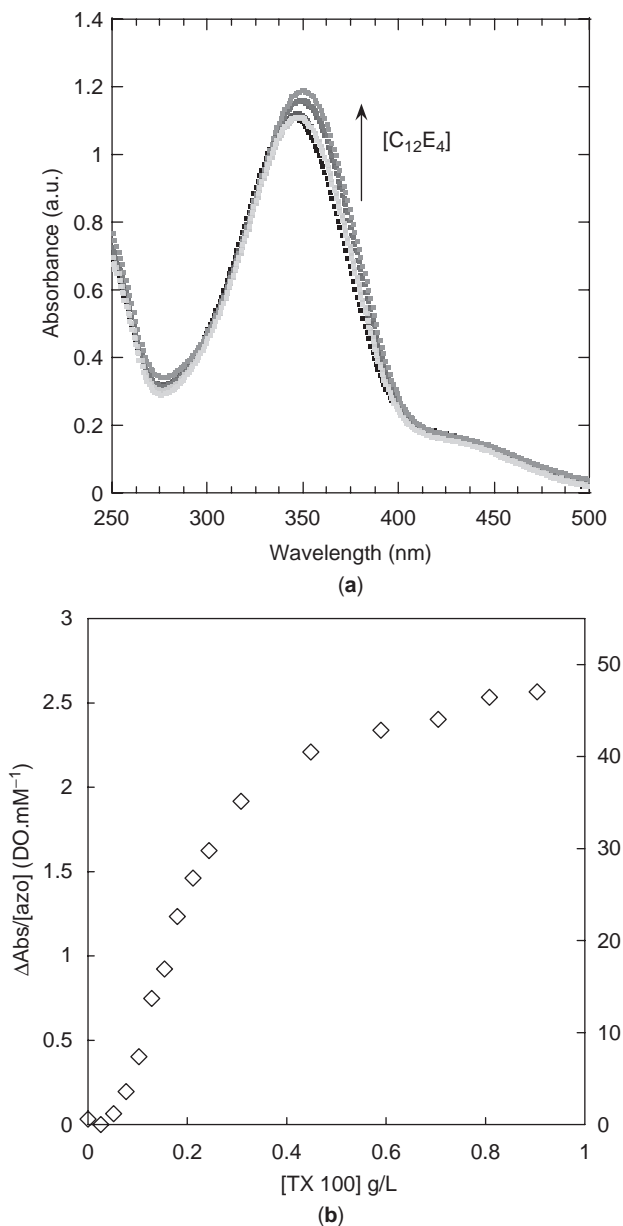 1.4
1.2
1
0.8
0.6
0.4
0.2
0
Absorbance (a.u.)
[C₁₂E₄]
250 300 350 400 450 500
Wavelength (nm)
(a)
3
2.5
2
1.5
1
0.5
0
ΔAbs/[azo] (DO.mM⁻¹)
50
40
30
20
10
0
0 0.2 0.4 0.6 0.8 1
[TX 100] g/L
(b)